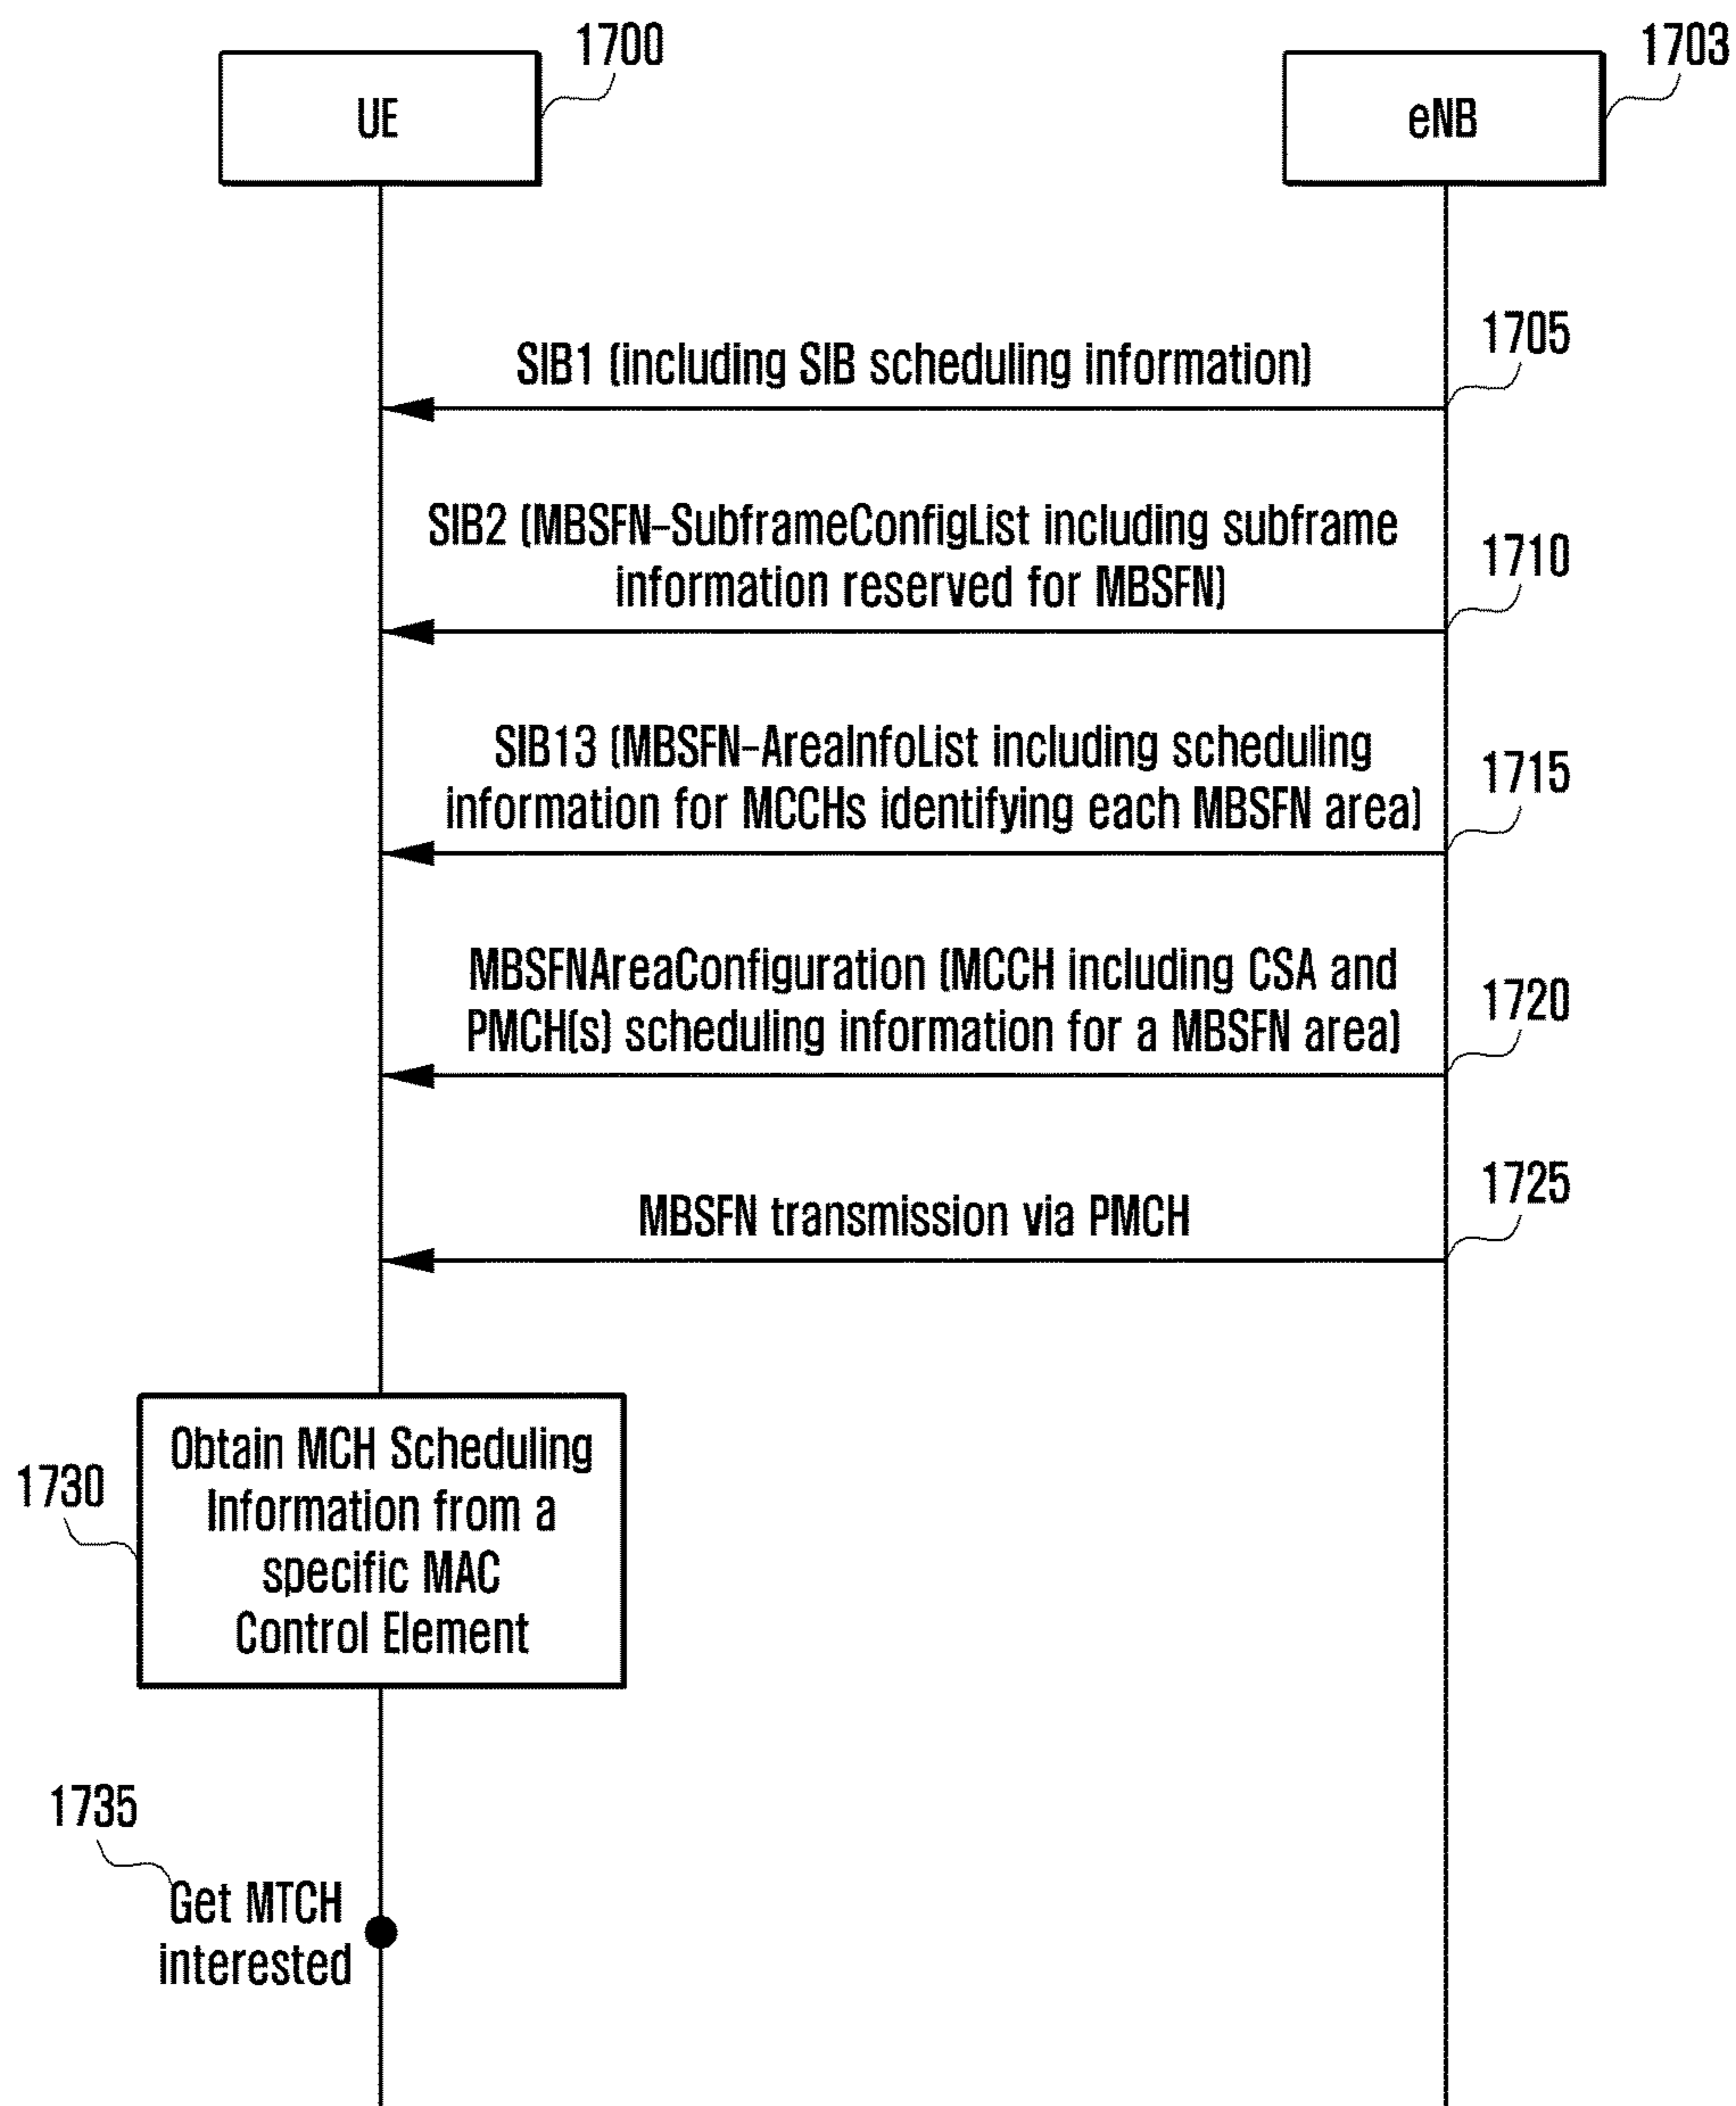 1700
1703
UE
eNB
1705
SIB1 (including SIB scheduling information)
SIB2 (MBSFN-SubframeConfigList including subframe
information reserved for MBSFN)
1710
SIB13 (MBSFN-AreaInfoList including scheduling
information for MCCHs identifying each MBSFN area)
1715
MBSFNAreaConfiguration (MCCH including CSA and
PMCH(s) scheduling information for a MBSFN area)
1720
1725
MBSFN transmission via PMCH
1730
Obtain MCH Scheduling
Information from a
specific MAC
Control Element
1735
Get MTCH
interested